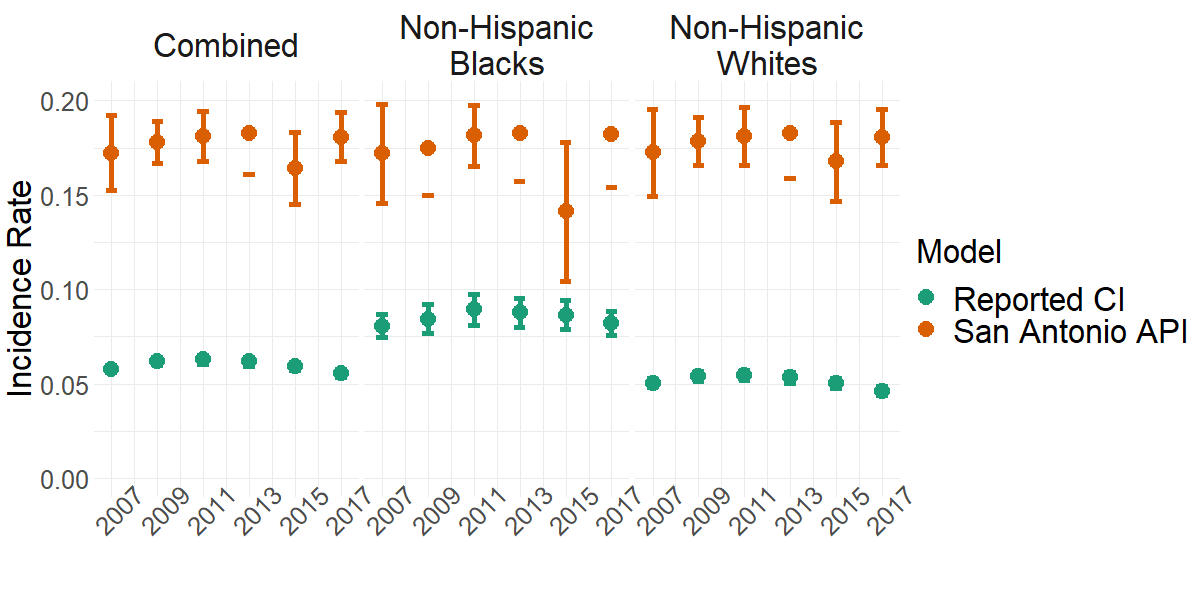 Combined
Non-Hispanic
Blacks
Non-Hispanic
Whites
Incidence Rate
0.20
0.15
0.10
0.05
0.00
2007 2009 2011 2013 2015 2017
2007 2009 2011 2013 2015 2017
2007 2009 2011 2013 2015 2017
Model
Reported CI
San Antonio API